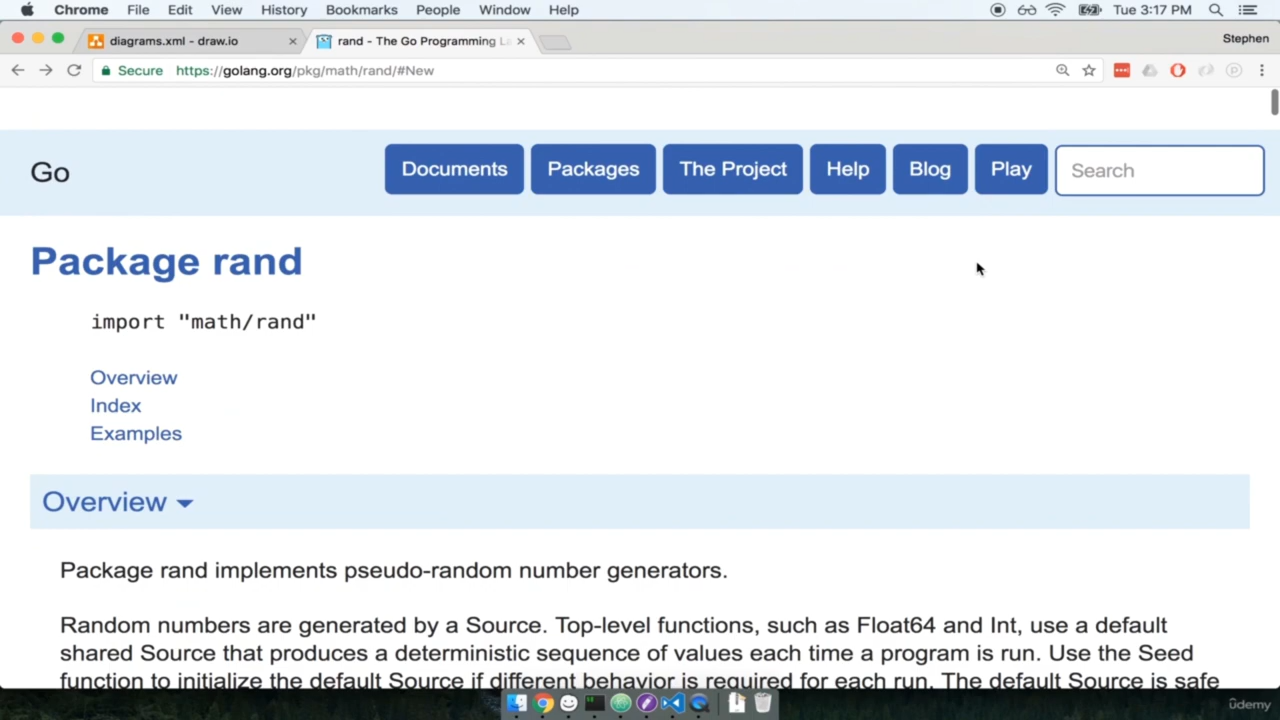 Chrome File Edit View History Bookmarks People Window Help Tue 3:17 PM
diagrams.xml - draw.io × rand - The Go Programming La × Stephen
Secure https://golang.org/pkg/math/rand/#New
Go Documents Packages The Project Help Blog Play Search
Package rand
import "math/rand"
Overview
Index
Examples
Overview
Package rand implements pseudo-random number generators.
Random numbers are generated by a Source. Top-level functions, such as Float64 and Int, use a default
shared Source that produces a deterministic sequence of values each time a program is run. Use the Seed
function to initialize the default Source if different behavior is required for each run. The default Source is safe
ûdemy